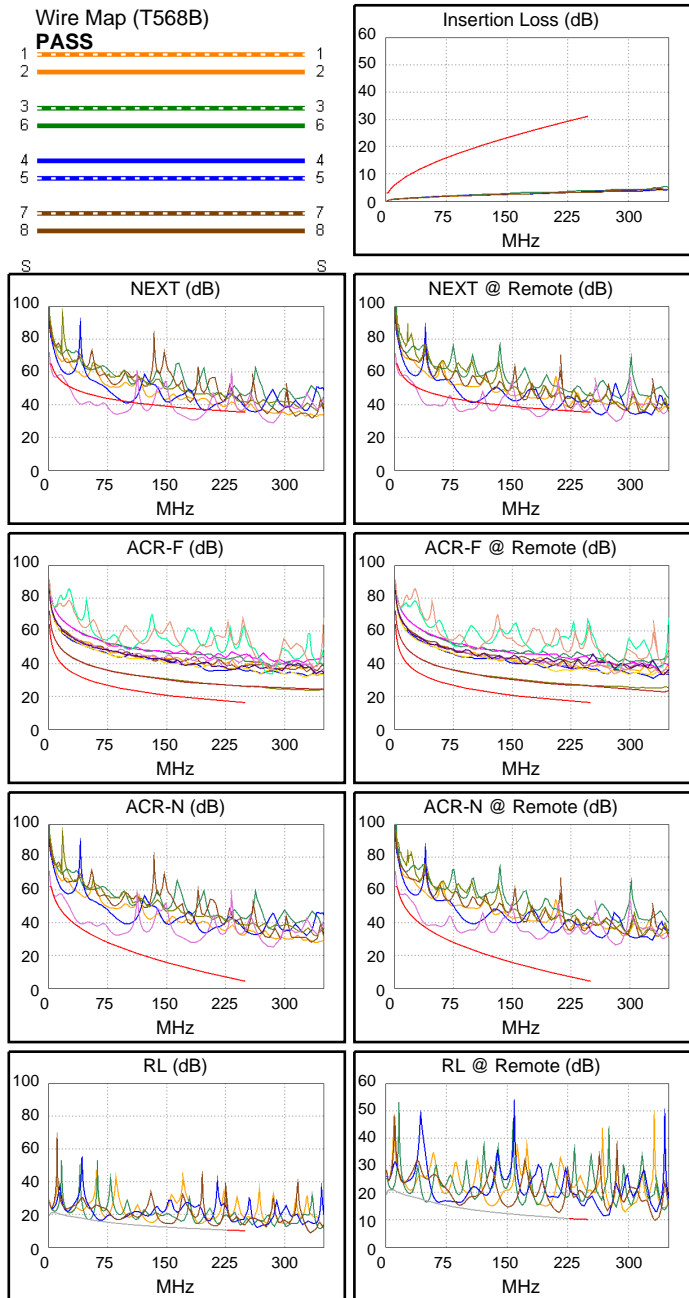 Wire Map (T568B)
PASS
1 1
2 2
3 3
6 6
4 4
5 5
7 7
8 8
S S
Insertion Loss (dB)
60
50
40
30
20
10
0
0 75 150 225 300
MHz
NEXT (dB)
100
80
60
40
20
0
0 75 150 225 300
MHz
NEXT @ Remote (dB)
100
80
60
40
20
0
0 75 150 225 300
MHz
ACR-F (dB)
100
80
60
40
20
0
0 75 150 225 300
MHz
ACR-F @ Remote (dB)
100
80
60
40
20
0
0 75 150 225 300
MHz
ACR-N (dB)
100
80
60
40
20
0
0 75 150 225 300
MHz
ACR-N @ Remote (dB)
100
80
60
40
20
0
0 75 150 225 300
MHz
RL (dB)
100
80
60
40
20
0
0 75 150 225 300
MHz
RL @ Remote (dB)
60
50
40
30
20
10
0
0 75 150 225 300
MHz